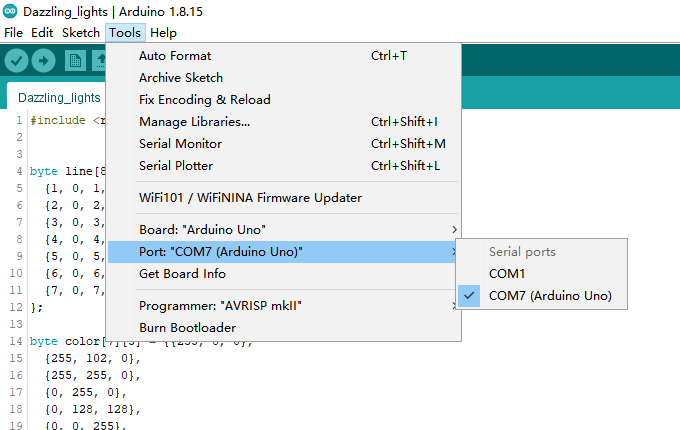 Dazzling_lights | Arduino 1.8.15
File Edit Sketch Tools Help
Auto Format Ctrl+T
Archive Sketch
Fix Encoding & Reload
Manage Libraries... Ctrl+Shift+I
Serial Monitor Ctrl+Shift+M
Serial Plotter Ctrl+Shift+L
WiFi101 / WiFiNINA Firmware Updater
Board: "Arduino Uno"
Port: "COM7 (Arduino Uno)"
Get Board Info
Programmer: "AVRISP mkII"
Burn Bootloader
Serial ports
COM1
COM7 (Arduino Uno)
Dazzling_lights
1 #include <r
2
3
4 byte line[8
5 {1, 0, 1,
6 {2, 0, 2,
7 {3, 0, 3,
8 {4, 0, 4,
9 {5, 0, 5,
10 {6, 0, 6,
11 {7, 0, 7,
12 };
13
14 byte color
15 {255, 102, 0},
16 {255, 255, 0},
17 {0, 255, 0},
18 {0, 128, 128},
19 {0, 0, 255},